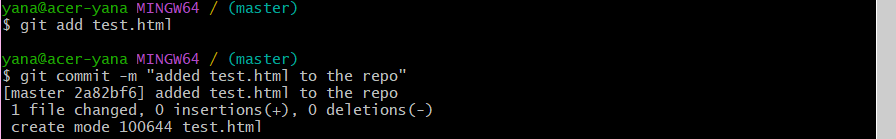 yana@acer-yana MINGW64 / (master)
$ git add test.html
yana@acer-yana MINGW64 / (master)
$ git commit -m "added test.html to the repo"
[master 2a82bf6] added test.html to the repo
 1 file changed, 0 insertions(+), 0 deletions(-)
 create mode 100644 test.html